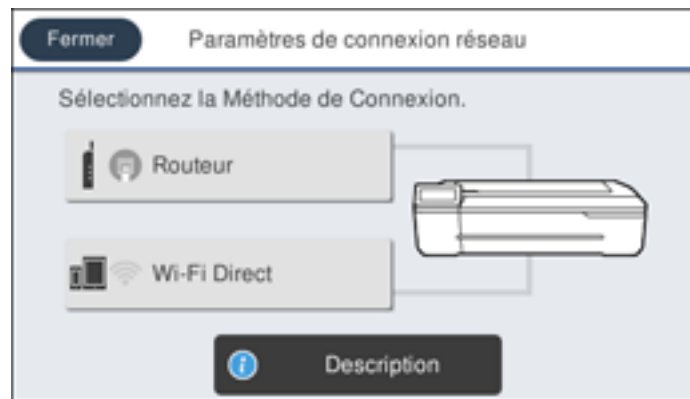 Fermer
Paramètres de connexion réseau
Sélectionnez la Méthode de Connexion.
Routeur
Wi-Fi Direct
Description